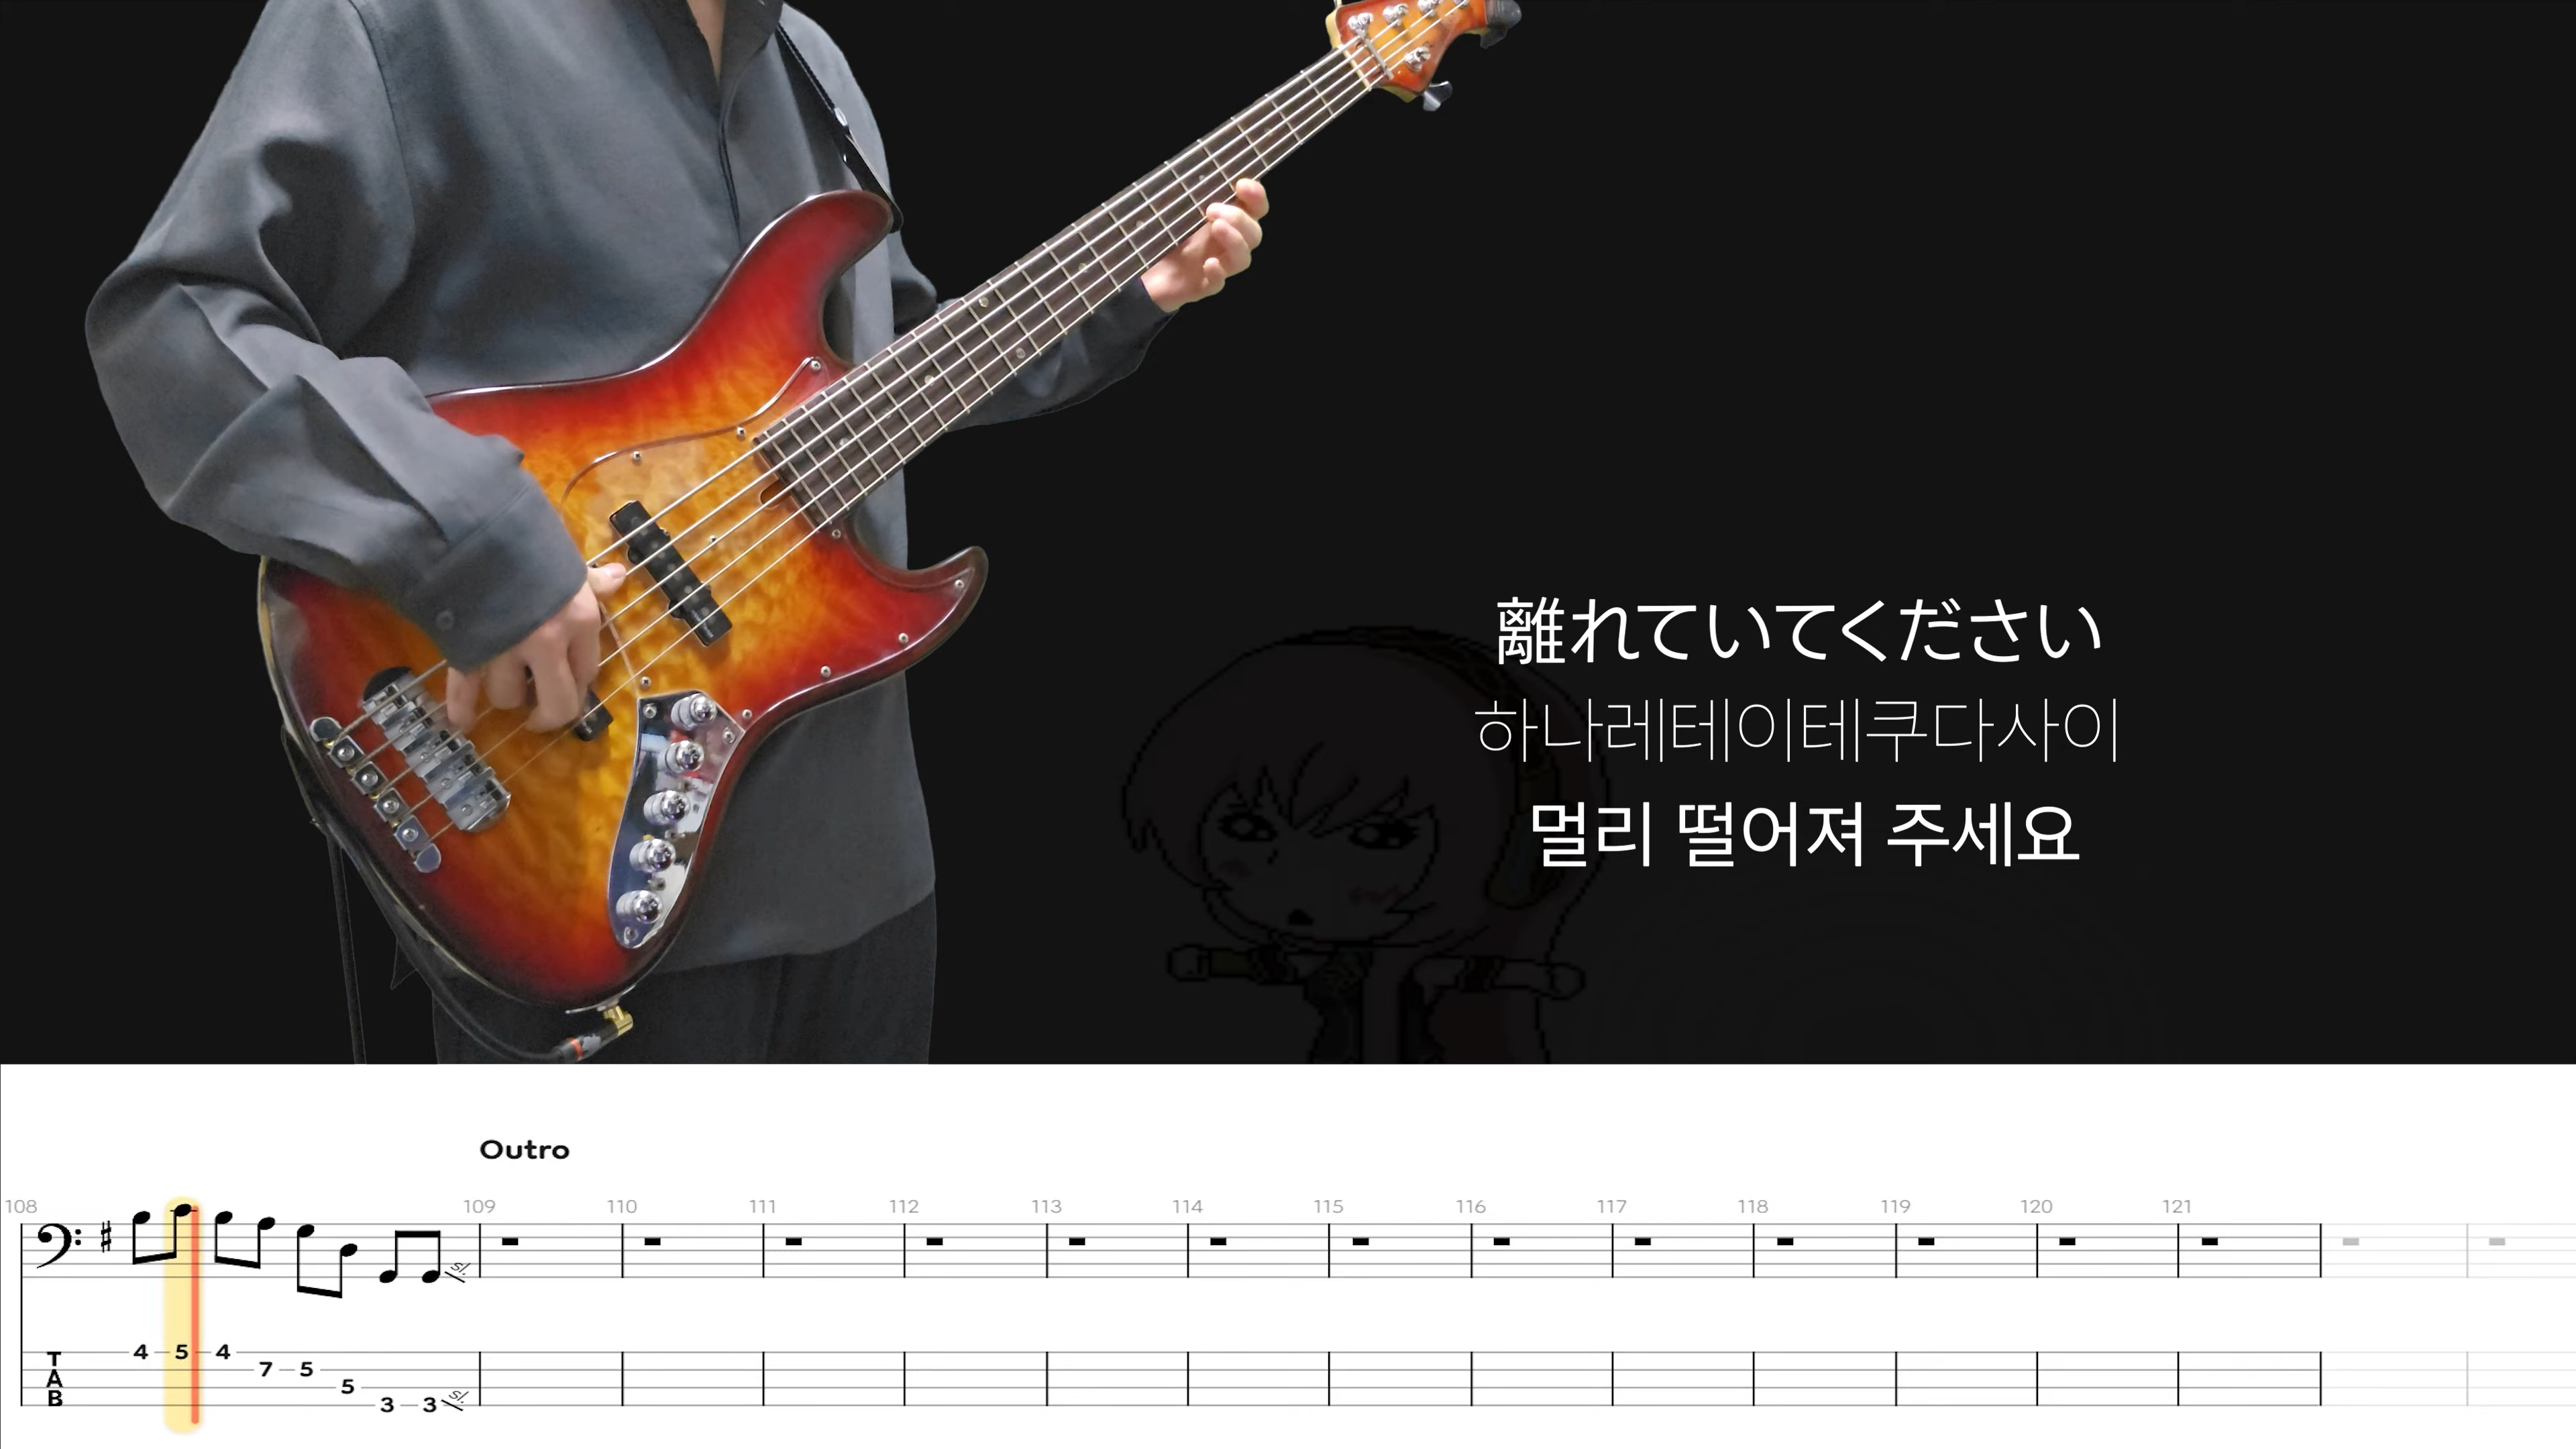 離れていてください
하나레테이테쿠다사이
멀리 떨어져 주세요
Outro
108 109 110 111 112 113 114 115 116 117 118 119 120 121
sl.
T
A
B
4 5 4 7 5 5 3 3 sl.